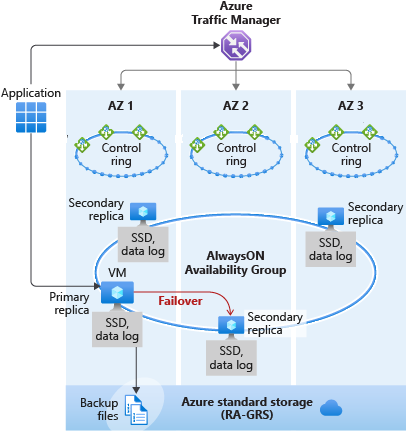 Azure
Traffic Manager
Application
AZ 1
AZ 2
AZ 3
Control
ring
Control
ring
Control
ring
Secondary
replica
SSD,
data log
Secondary
replica
SSD,
data log
AlwaysON
Availability Group
VM
Primary
replica
Failover
SSD,
data log
Secondary
replica
SSD,
data log
Backup
files
Azure standard storage
(RA-GRS)